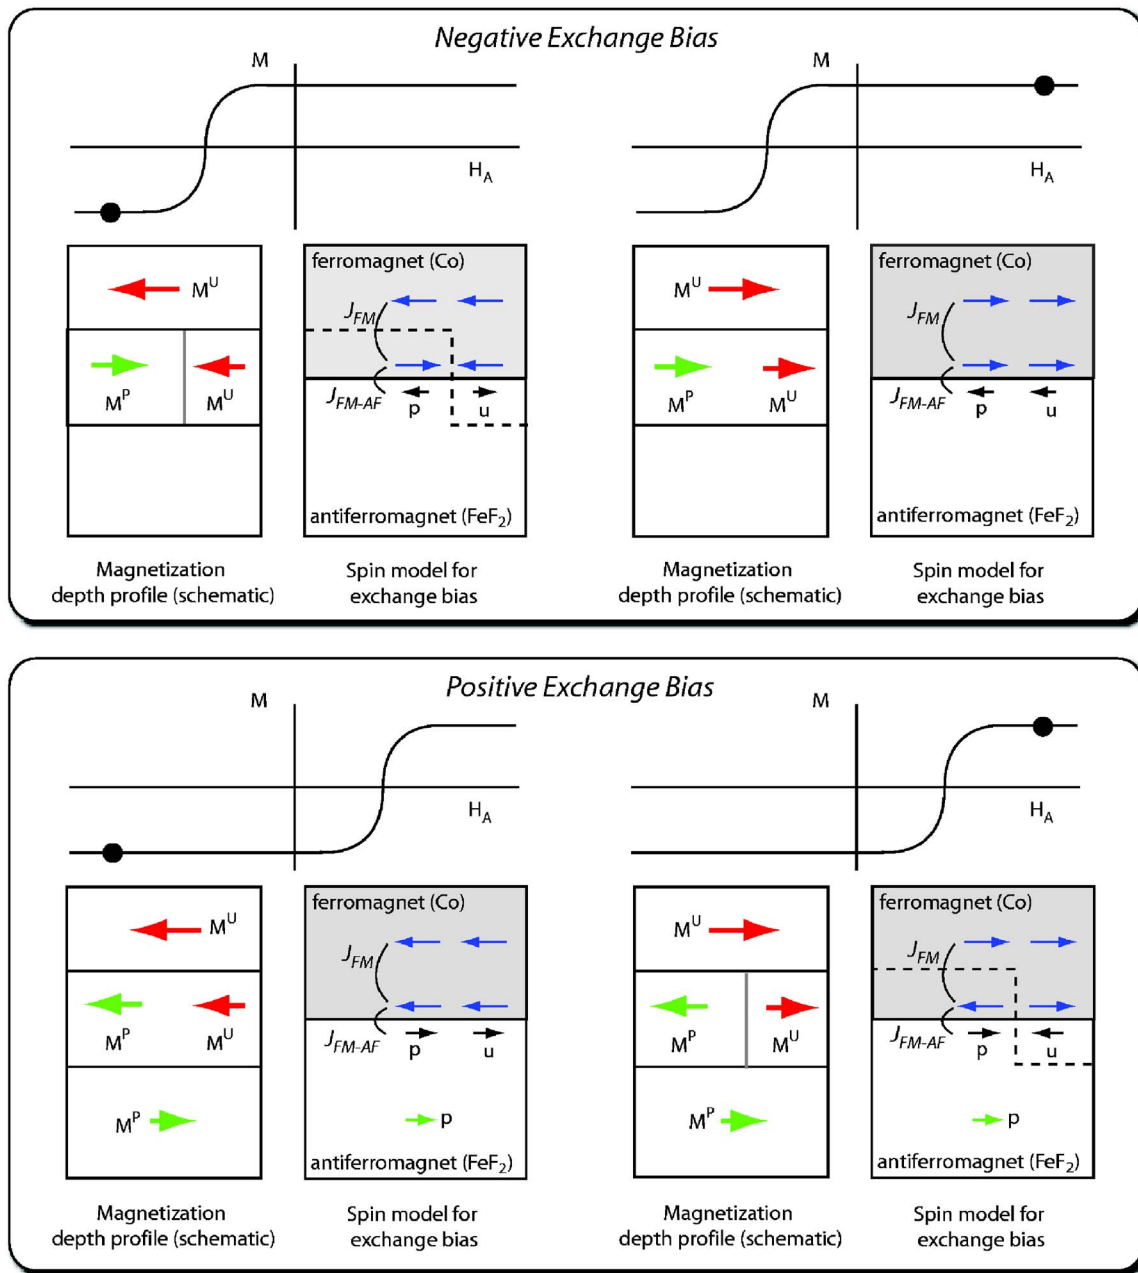 Negative Exchange Bias
M
H_A
M^U
M^P
M^U
ferromagnet (Co)
J_FM
J_FM-AF
p
u
antiferromagnet (FeF₂)
Magnetization
depth profile (schematic)
Spin model for
exchange bias
M
H_A
M^U
M^P
M^U
ferromagnet (Co)
J_FM
J_FM-AF
p
u
antiferromagnet (FeF₂)
Magnetization
depth profile (schematic)
Spin model for
exchange bias
Positive Exchange Bias
M
H_A
M^U
M^P
M^U
M^P
ferromagnet (Co)
J_FM
J_FM-AF
p
u
p
antiferromagnet (FeF₂)
Magnetization
depth profile (schematic)
Spin model for
exchange bias
M
H_A
M^U
M^P
M^U
M^P
ferromagnet (Co)
J_FM
J_FM-AF
p
u
p
antiferromagnet (FeF₂)
Magnetization
depth profile (schematic)
Spin model for
exchange bias